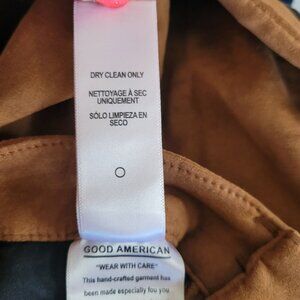 DRY CLEAN ONLY
NETTOYAGE À SEC
UNIQUEMENT
SÓLO LIMPIEZA EN
SECO
GOOD AMERICAN
"WEAR WITH CARE"
This hand-crafted garment has
been made especially fou you